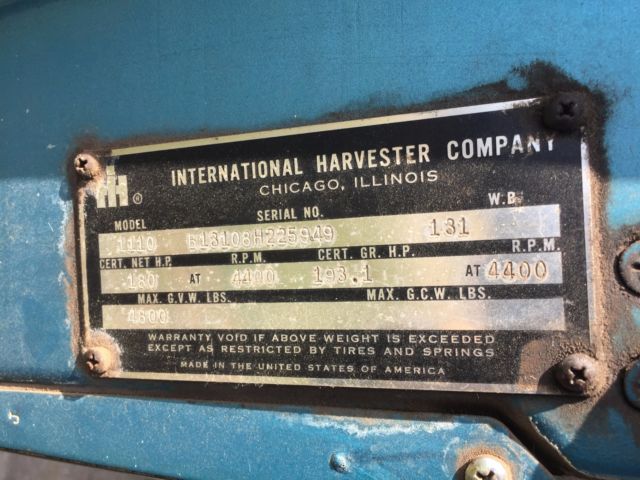 IH ® INTERNATIONAL HARVESTER COMPANY
CHICAGO, ILLINOIS
MODEL SERIAL NO. W.B.
1110 613108H225949 131
CERT. NET H.P. R.P.M. CERT. GR. H.P. R.P.M.
180 AT 4400 193.1 AT 4400
MAX. G.V.W. LBS. MAX. G.C.W. LBS.
4800
WARRANTY VOID IF ABOVE WEIGHT IS EXCEEDED
EXCEPT AS RESTRICTED BY TIRES AND SPRINGS
MADE IN THE UNITED STATES OF AMERICA